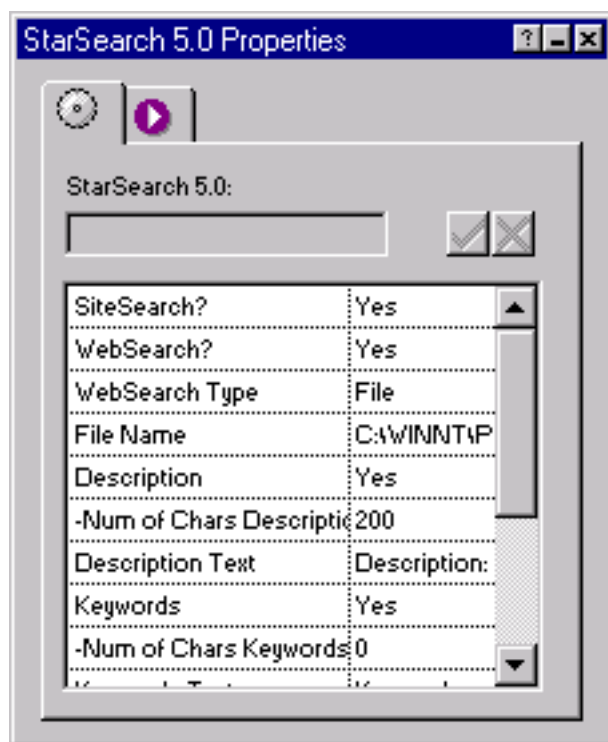 StarSearch 5.0 Properties
StarSearch 5.0:
SiteSearch? Yes
WebSearch? Yes
WebSearch Type File
File Name C:\WINNT\P
Description Yes
-Num of Chars Descriptic 200
Description Text Description:
Keywords Yes
-Num of Chars Keywords 0